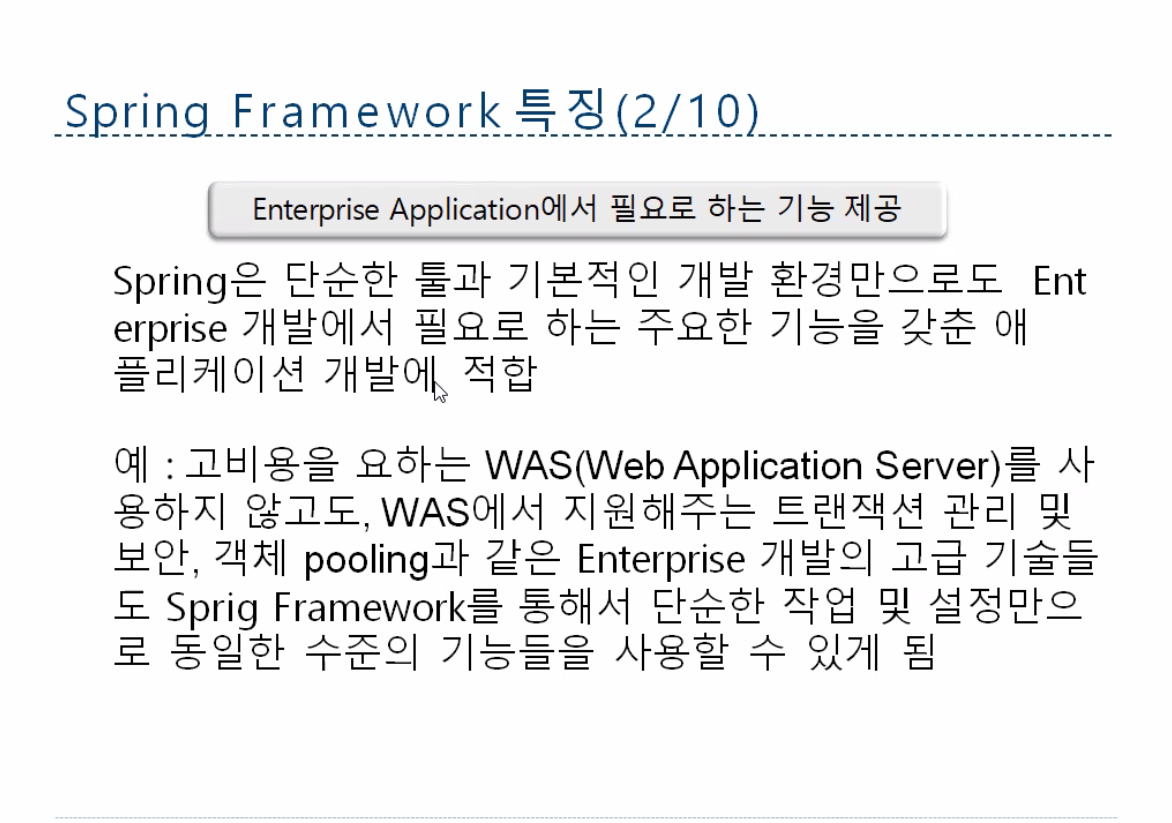 Spring Framework 특징(2/10)
Enterprise Application에서 필요로 하는 기능 제공
Spring은 단순한 툴과 기본적인 개발 환경만으로도 Ent
erprise 개발에서 필요로 하는 주요한 기능을 갖춘 애
플리케이션 개발에 적합
예 : 고비용을 요하는 WAS(Web Application Server)를 사
용하지 않고도, WAS에서 지원해주는 트랜잭션 관리 및
보안, 객체 pooling과 같은 Enterprise 개발의 고급 기술들
도 Sprig Framework를 통해서 단순한 작업 및 설정만으
로 동일한 수준의 기능들을 사용할 수 있게 됨